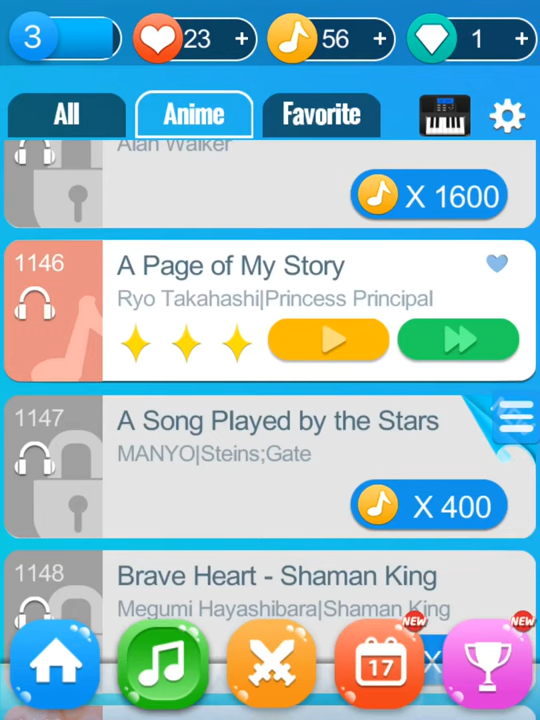 3
23 +
56 +
1 +
All
Anime
Favorite
Alan Walker
X 1600
1146
A Page of My Story
Ryo Takahashi|Princess Principal
1147
A Song Played by the Stars
MANYO|Steins;Gate
X 400
1148
Brave Heart - Shaman King
Megumi Hayashibara|Shaman King
X
NEW
17
NEW